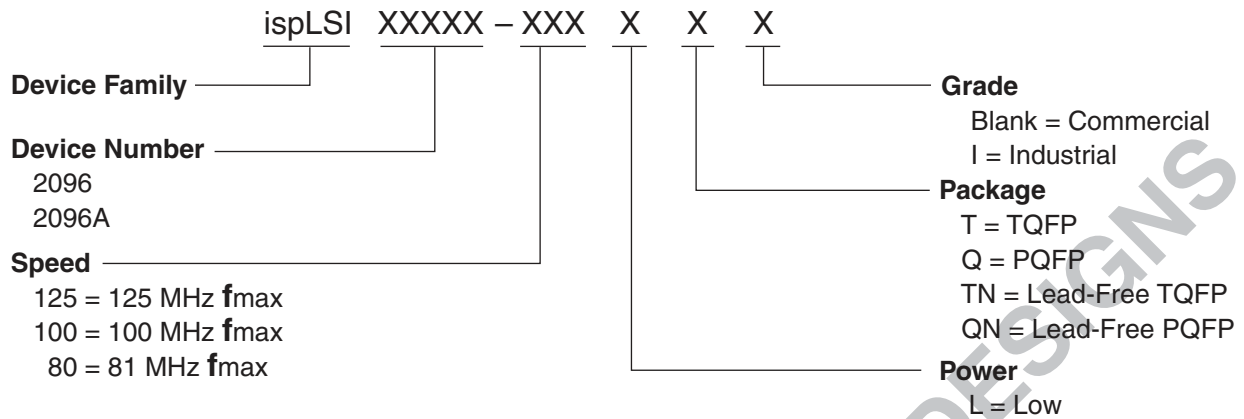 ispLSI XXXXX – XXX X X X
Device Family
Device Number
2096
2096A
Speed
125 = 125 MHz fmax
100 = 100 MHz fmax
80 = 81 MHz fmax
Grade
Blank = Commercial
I = Industrial
Package
T = TQFP
Q = PQFP
TN = Lead-Free TQFP
QN = Lead-Free PQFP
Power
L = Low
DESIGNS